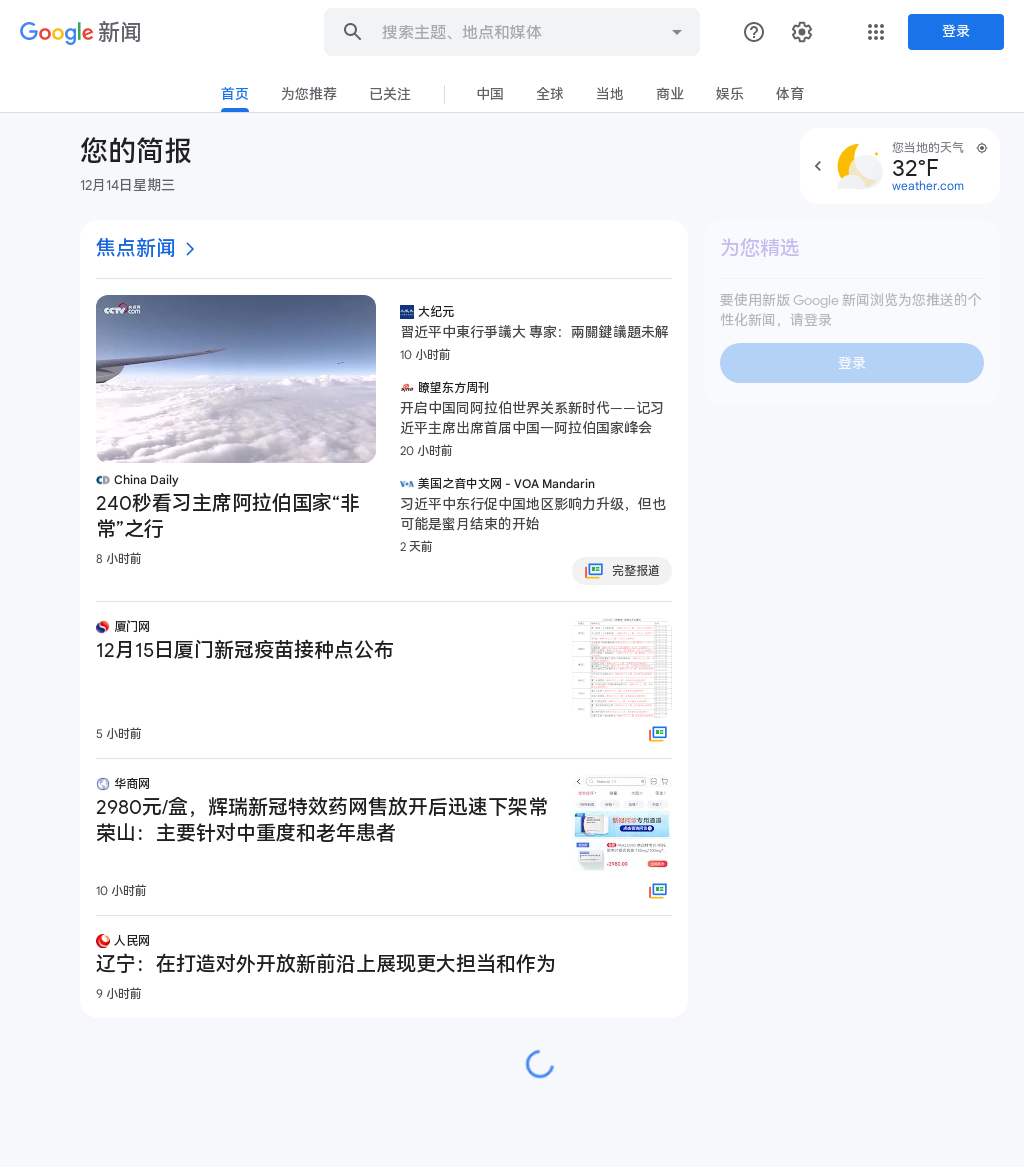 Google 新闻
搜索主题、地点和媒体
登录
首页
为您推荐
已关注
中国
全球
当地
商业
娱乐
体育
您的简报
12月14日星期三
您当地的天气
32°F
weather.com
焦点新闻
CCTV
com
China Daily
240秒看习主席阿拉伯国家“非
常”之行
8 小时前
大纪元
習近平中東行爭議大 專家：兩關鍵議題未解
10 小时前
瞭望东方周刊
开启中国同阿拉伯世界关系新时代——记习
近平主席出席首届中国—阿拉伯国家峰会
20 小时前
美国之音中文网 - VOA Mandarin
习近平中东行促中国地区影响力升级，但也
可能是蜜月结束的开始
2 天前
完整报道
厦门网
12月15日厦门新冠疫苗接种点公布
5 小时前
华商网
2980元/盒，辉瑞新冠特效药网售放开后迅速下架常
荣山：主要针对中重度和老年患者
10 小时前
新冠问诊专用通道
人民网
辽宁：在打造对外开放新前沿上展现更大担当和作为
9 小时前
为您精选
要使用新版 Google 新闻浏览为您推送的个
性化新闻，请登录
登录